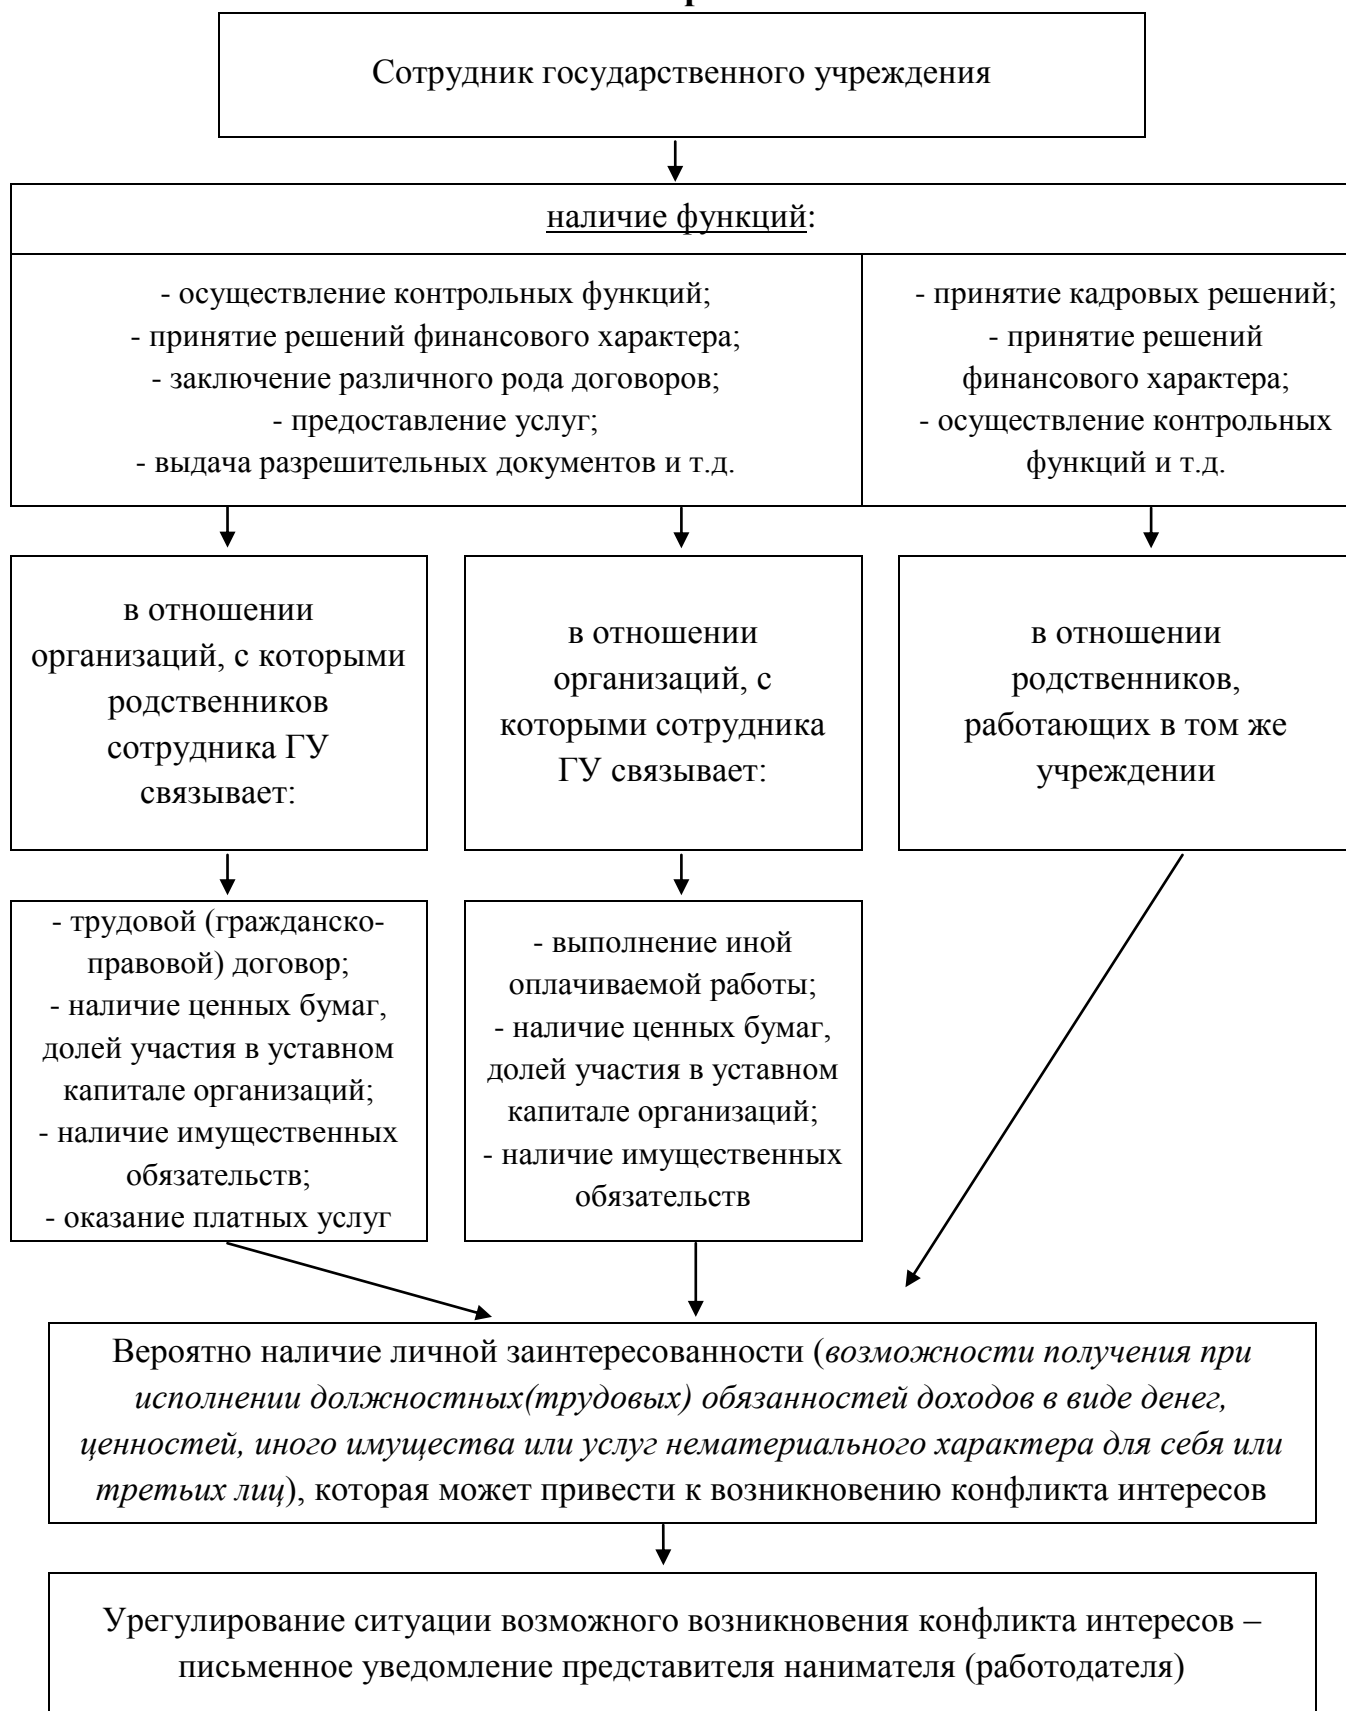 Сотрудник государственного учреждения
наличие функций:
- осуществление контрольных функций;
- принятие решений финансового характера;
- заключение различного рода договоров;
- предоставление услуг;
- выдача разрешительных документов и т.д.
- принятие кадровых решений;
- принятие решений
финансового характера;
- осуществление контрольных
функций и т.д.
в отношении
организаций, с которыми
родственников
сотрудника ГУ
связывает:
в отношении
организаций, с
которыми сотрудника
ГУ связывает:
в отношении
родственников,
работающих в том же
учреждении
- трудовой (гражданско-
правовой) договор;
- наличие ценных бумаг,
долей участия в уставном
капитале организаций;
- наличие имущественных
обязательств;
- оказание платных услуг
- выполнение иной
оплачиваемой работы;
- наличие ценных бумаг,
долей участия в уставном
капитале организаций;
- наличие имущественных
обязательств
Вероятно наличие личной заинтересованности (возможности получения при
исполнении должностных(трудовых) обязанностей доходов в виде денег,
ценностей, иного имущества или услуг нематериального характера для себя или
третьих лиц), которая может привести к возникновению конфликта интересов
Урегулирование ситуации возможного возникновения конфликта интересов –
письменное уведомление представителя нанимателя (работодателя)